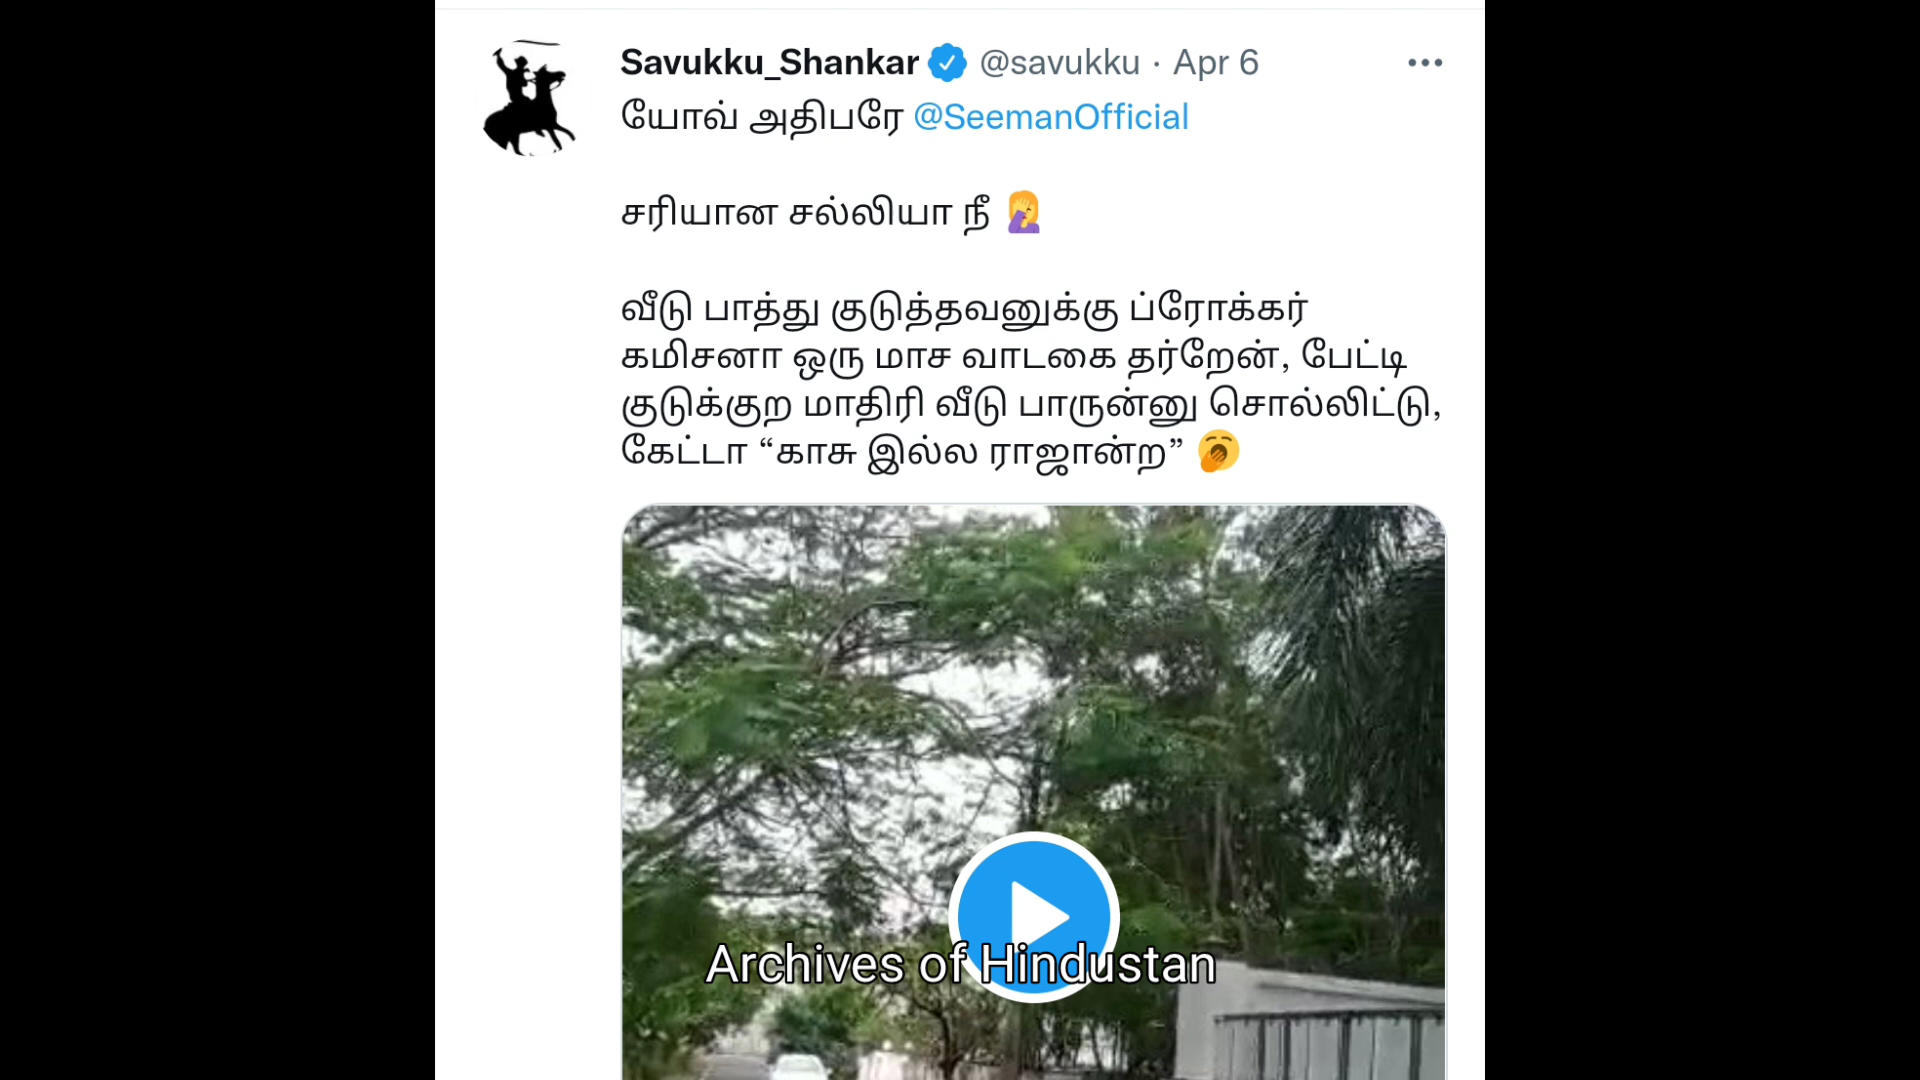 Savukku_Shankar @savukku · Apr 6
யோவ் அதிபரே @SeemanOfficial
சரியான சல்லியா நீ 🤦‍♀️
வீடு பாத்து குடுத்தவனுக்கு ப்ரோக்கர்
கமிசனா ஒரு மாச வாடகை தர்றேன், பேட்டி
குடுக்குற மாதிரி வீடு பாருன்னு சொல்லிட்டு,
கேட்டா “காசு இல்ல ராஜான்ற” 🥱
Archives of Hindustan